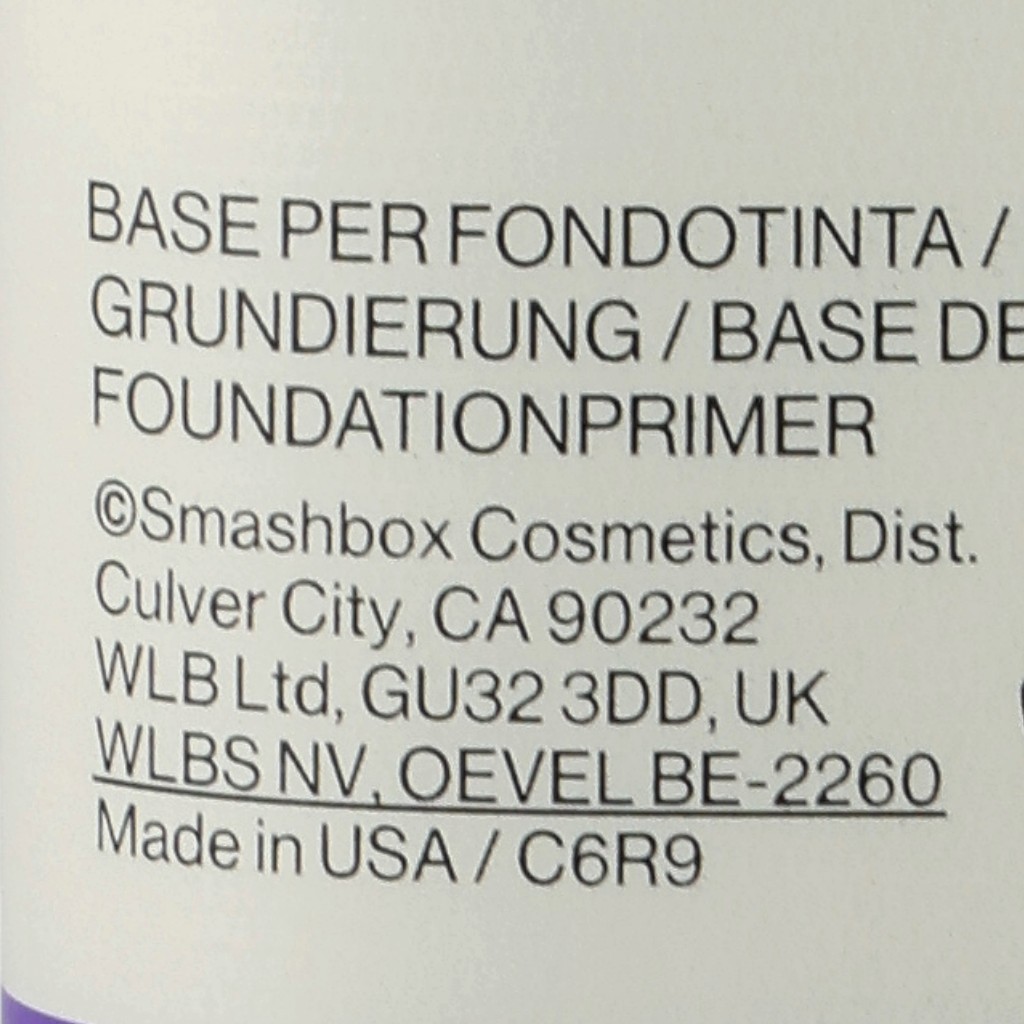 BASE PER FONDOTINTA /
GRUNDIERUNG / BASE DE
FOUNDATIONPRIMER
©Smashbox Cosmetics, Dist.
Culver City, CA 90232
WLB Ltd, GU32 3DD, UK
WLBS NV, OEVEL BE-2260
Made in USA / C6R9